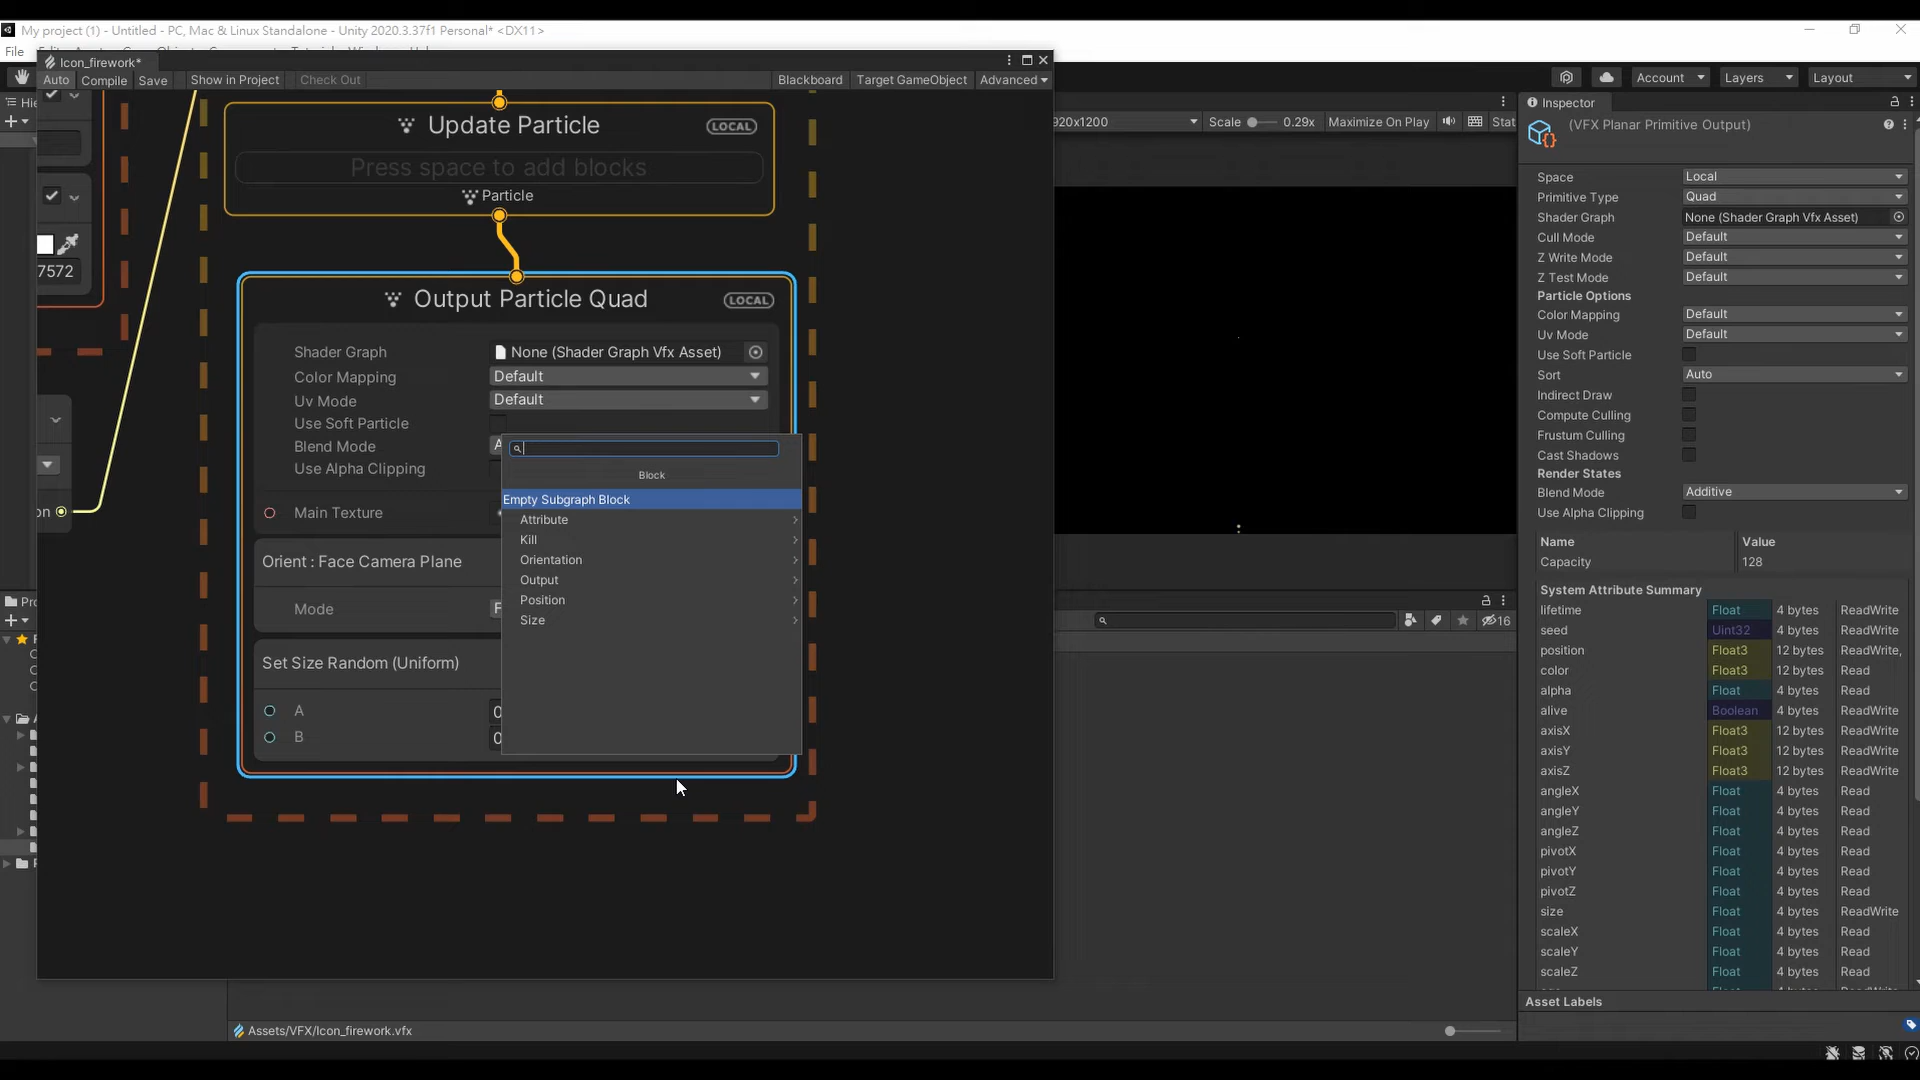 My project (1) - Untitled - PC, Mac & Linux Standalone - Unity 2020.3.37f1 Personal* <DX11>
File
Icon_firework*
Auto Compile Save Show in Project Check Out Blackboard Target GameObject Advanced
Account Layers Layout
Hie
920x1200 Scale 0.29x Maximize On Play Stat
Update Particle LOCAL
Press space to add blocks
Particle
7572
Output Particle Quad LOCAL
Shader Graph None (Shader Graph Vfx Asset)
Color Mapping Default
Uv Mode Default
Use Soft Particle
Blend Mode A
Use Alpha Clipping
on
Main Texture
Orient : Face Camera Plane
Mode F
Set Size Random (Uniform)
A 0
B 0
Block
Empty Subgraph Block
Attribute
Kill
Orientation
Output
Position
Size
Pro
16
Assets/VFX/Icon_firework.vfx
Inspector
(VFX Planar Primitive Output)
Space Local
Primitive Type Quad
Shader Graph None (Shader Graph Vfx Asset)
Cull Mode Default
Z Write Mode Default
Z Test Mode Default
Particle Options
Color Mapping Default
Uv Mode Default
Use Soft Particle
Sort Auto
Indirect Draw
Compute Culling
Frustum Culling
Cast Shadows
Render States
Blend Mode Additive
Use Alpha Clipping
Name Value
Capacity 128
System Attribute Summary
lifetime Float 4 bytes ReadWrite
seed Uint32 4 bytes ReadWrite
position Float3 12 bytes ReadWrite,
color Float3 12 bytes Read
alpha Float 4 bytes Read
alive Boolean 4 bytes ReadWrite
axisX Float3 12 bytes ReadWrite
axisY Float3 12 bytes ReadWrite
axisZ Float3 12 bytes ReadWrite
angleX Float 4 bytes Read
angleY Float 4 bytes Read
angleZ Float 4 bytes Read
pivotX Float 4 bytes Read
pivotY Float 4 bytes Read
pivotZ Float 4 bytes Read
size Float 4 bytes ReadWrite
scaleX Float 4 bytes Read
scaleY Float 4 bytes Read
scaleZ Float 4 bytes Read
Asset Labels